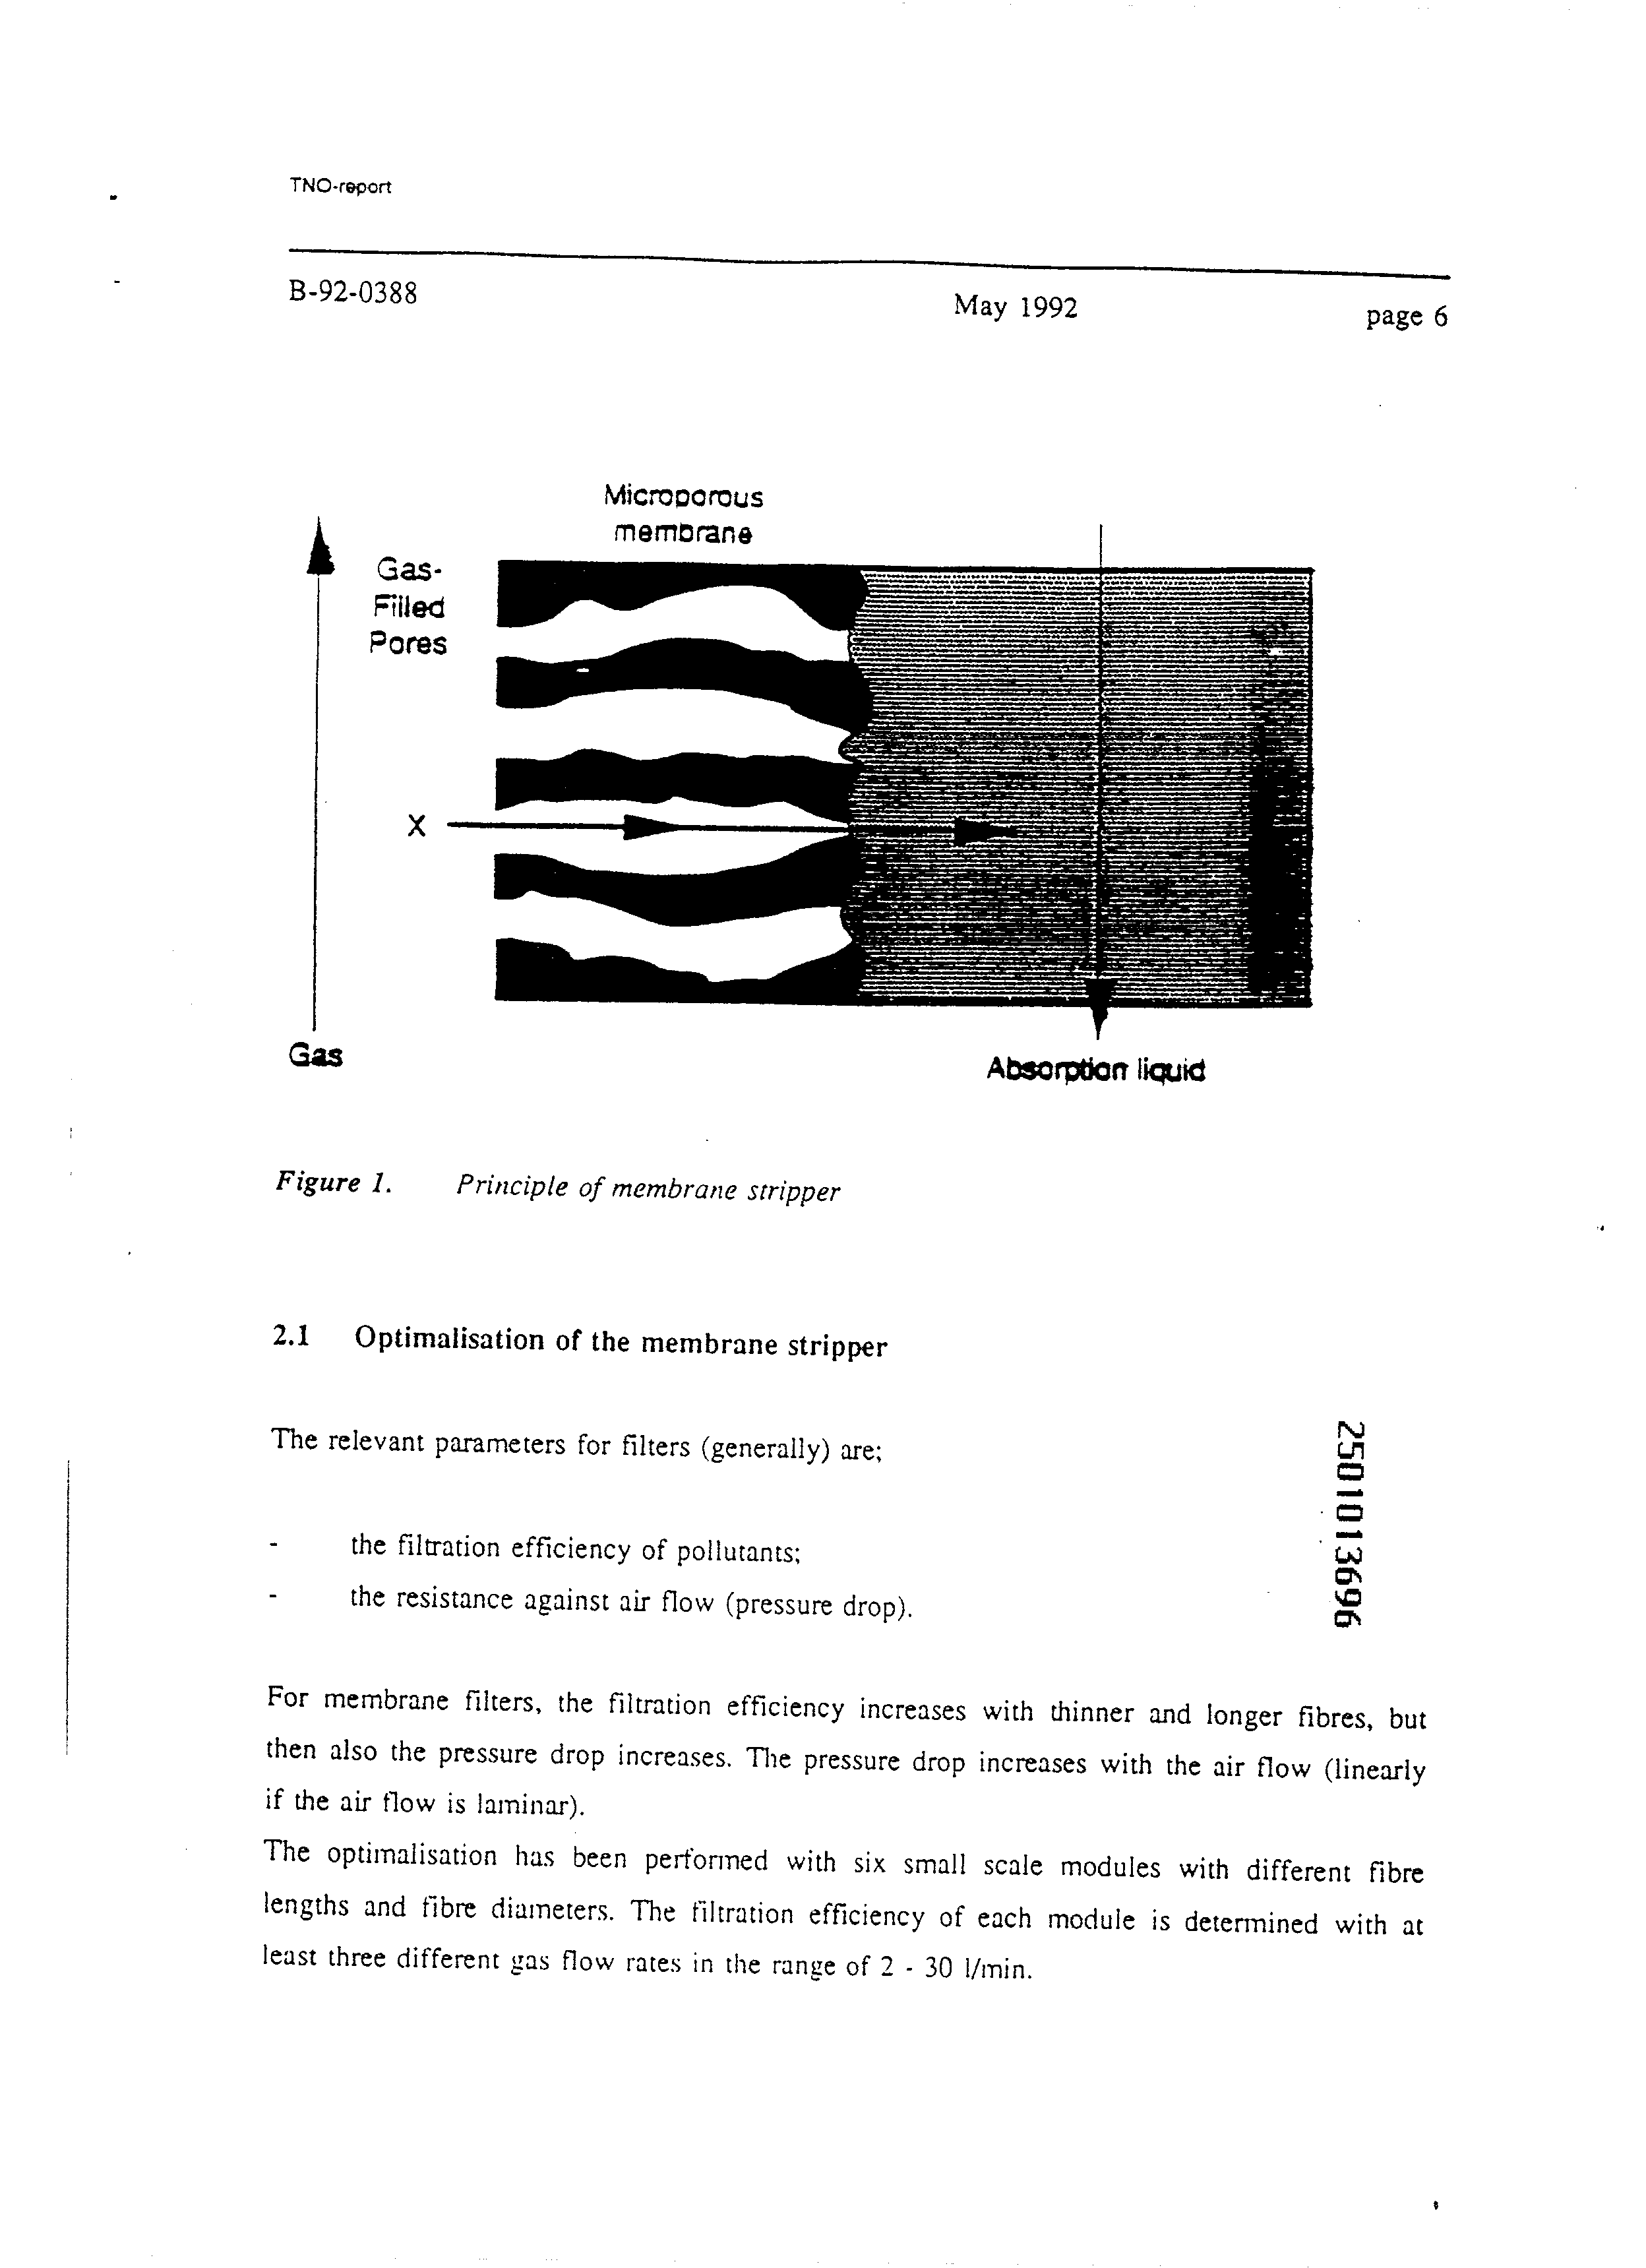 TNO-report
B-92-0388 May 1992 page 6
Microporous
membrane
Gas-
Filled
Pores
X
Gas
Absorption liquid
Figure 1. Principle of membrane stripper
2.1 Optimalisation of the membrane stripper
The relevant parameters for filters (generally) are;
- the filtration efficiency of pollutants;
- the resistance against air flow (pressure drop).
2501013696
For membrane filters, the filtration efficiency increases with thinner and longer fibres, but
then also the pressure drop increases. The pressure drop increases with the air flow (linearly
if the air flow is laminar).
The optimalisation has been performed with six small scale modules with different fibre
lengths and fibre diameters. The filtration efficiency of each module is determined with at
least three different gas flow rates in the range of 2 - 30 l/min.